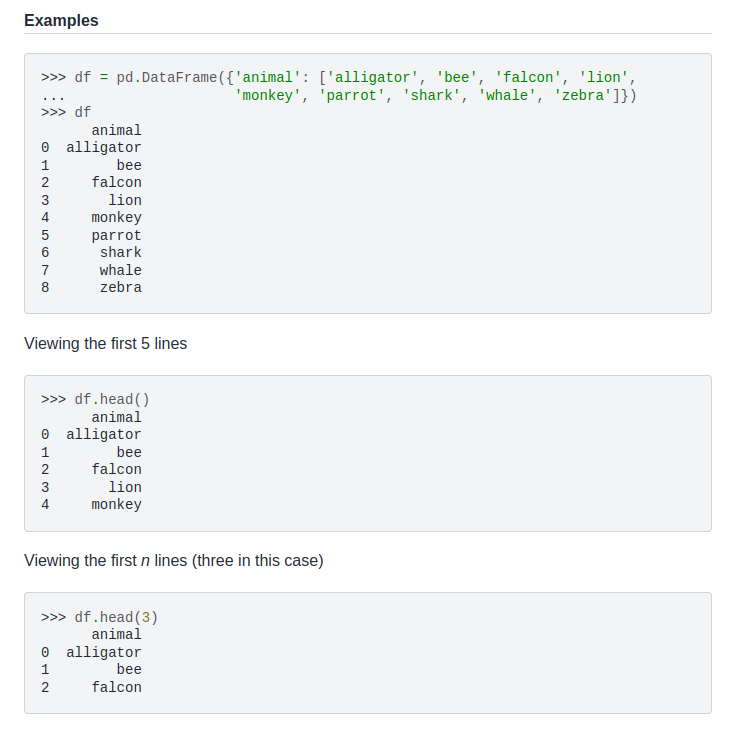 Examples
>>> df = pd.DataFrame({'animal': ['alligator', 'bee', 'falcon', 'lion',
...                    'monkey', 'parrot', 'shark', 'whale', 'zebra']})
>>> df
      animal
0  alligator
1        bee
2     falcon
3       lion
4     monkey
5     parrot
6      shark
7      whale
8      zebra
Viewing the first 5 lines
>>> df.head()
      animal
0  alligator
1        bee
2     falcon
3       lion
4     monkey
Viewing the first n lines (three in this case)
>>> df.head(3)
      animal
0  alligator
1        bee
2     falcon